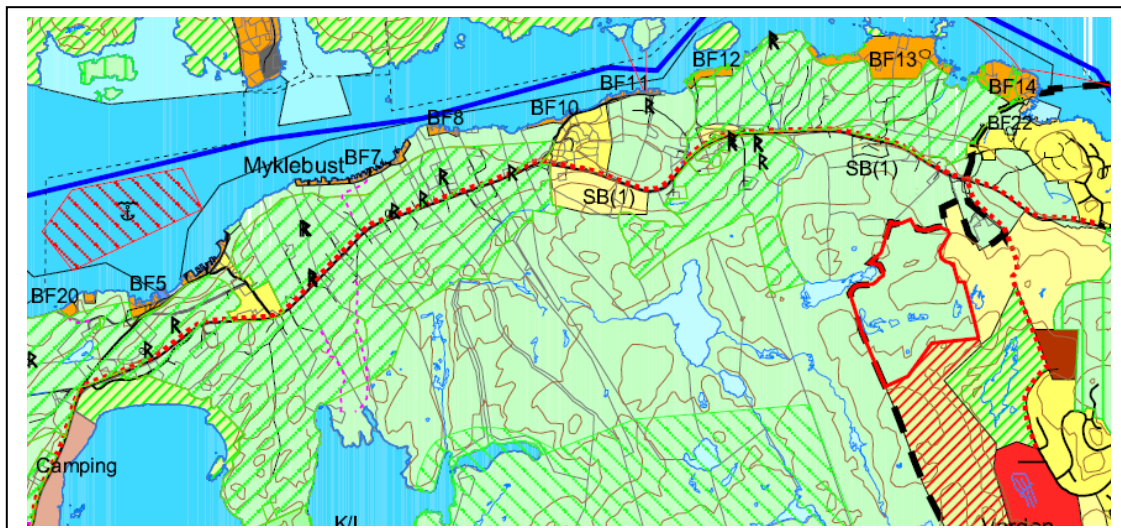 BF13
BF12
BF14
BF11
BF10
BF8
BF22
BF7
Myklebust
SB(1)
SB(1)
BF5
BF20
Camping